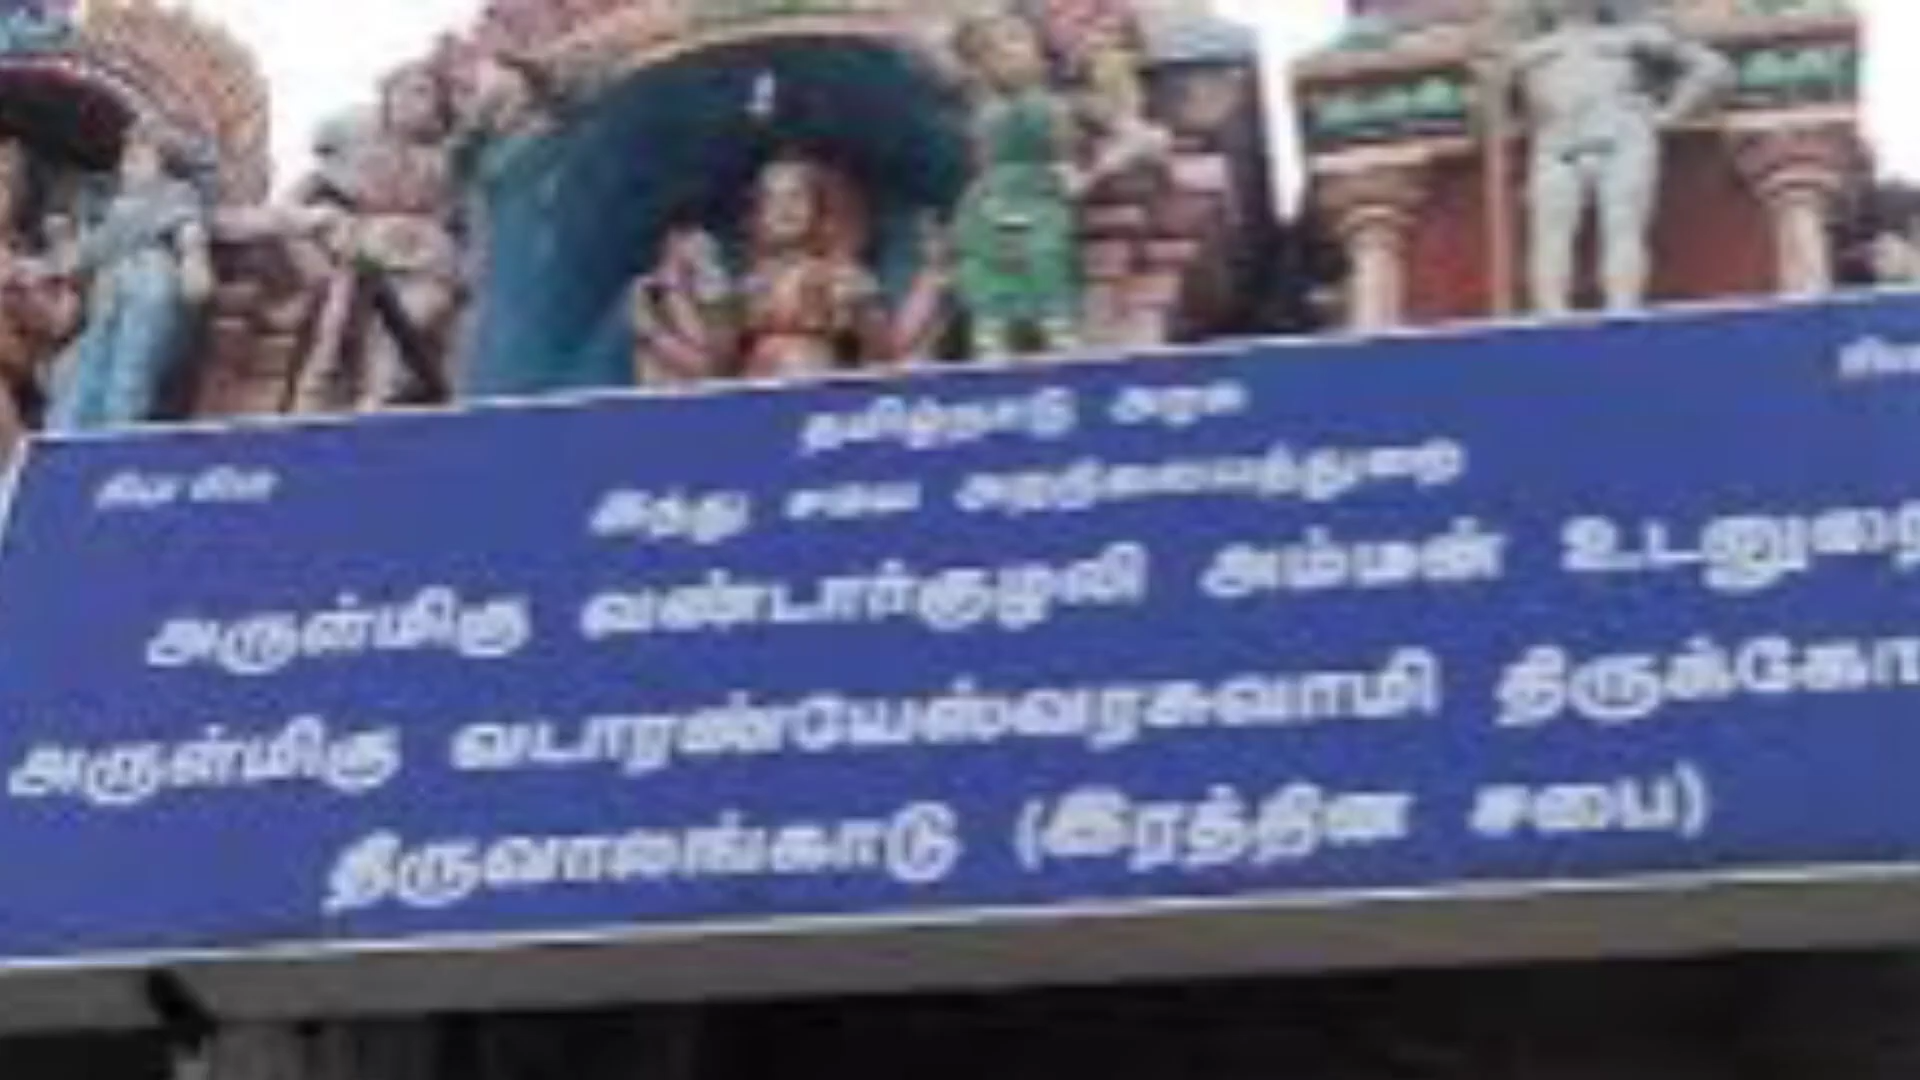 தமிழ்நாடு அரசு
சிவ சிவ
இந்து சமய அறநிலையத்துறை
அருள்மிகு வண்டார்குழலி அம்மன் உடனுறை
அருள்மிகு வடாரண்யேஸ்வரசுவாமி
திருவாலங்காடு (இரத்தின சபை)